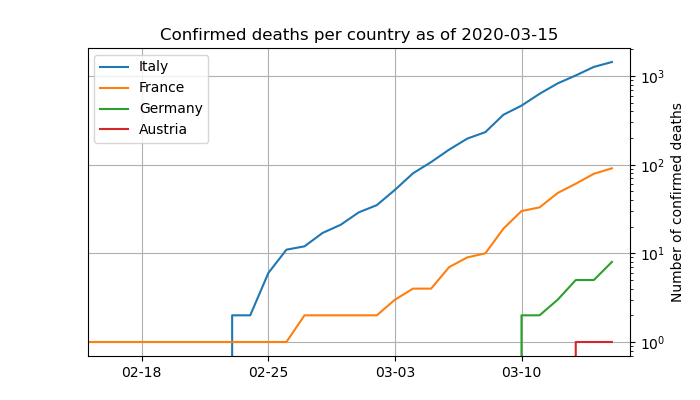 Confirmed deaths per country as of 2020-03-15
Italy
France
Germany
Austria
10³
10²
10¹
10⁰
Number of confirmed deaths
02-18
02-25
03-03
03-10